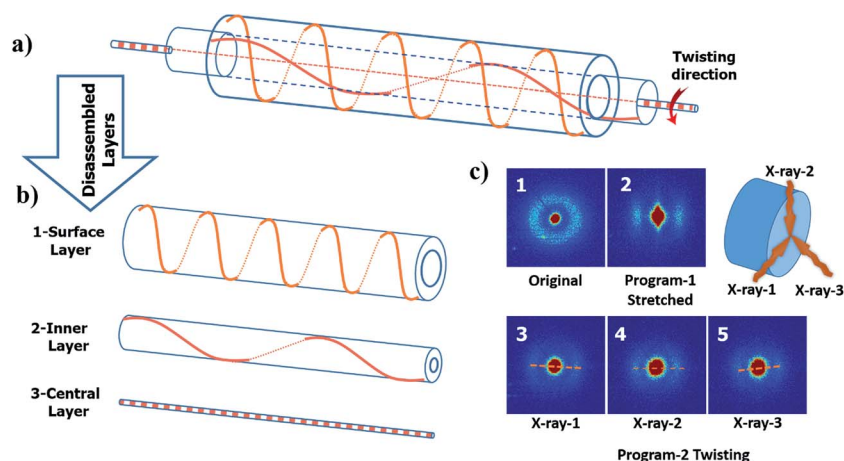 a)
Twisting
direction
Disassembled
Layers
b)
1-Surface
Layer
2-Inner
Layer
3-Central
Layer
c)
1
2
X-ray-2
Original
Program-1
Stretched
X-ray-1
X-ray-3
3
4
5
X-ray-1
X-ray-2
X-ray-3
Program-2 Twisting